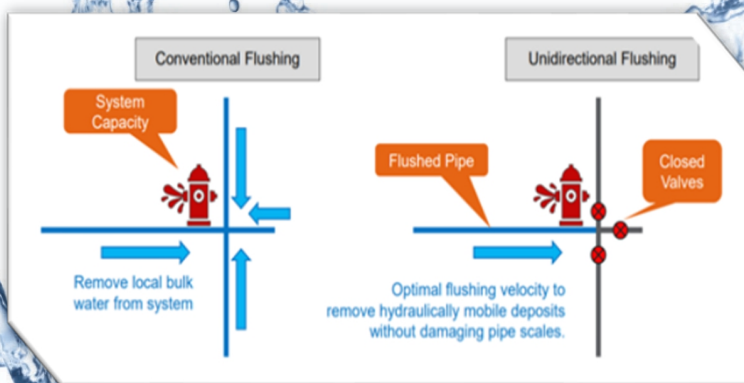 Conventional Flushing
Unidirectional Flushing
System
Capacity
Flushed Pipe
Closed
Valves
Remove local bulk
water from system
Optimal flushing velocity to
remove hydraulically mobile deposits
without damaging pipe scales.